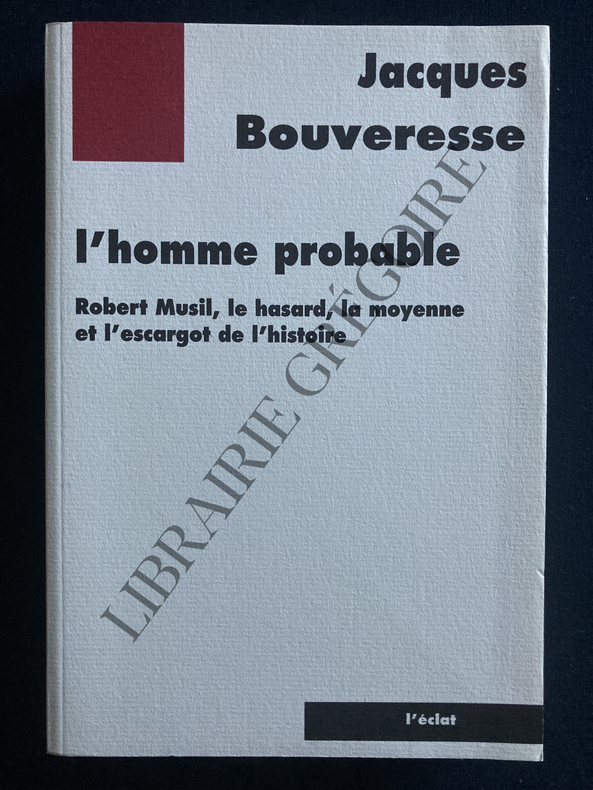 Jacques
Bouveresse
l'homme probable
Robert Musil, le hasard, la moyenne
et l'escargot de l'histoire
LIBRAIRIE GRÉGOIRE
l'éclat